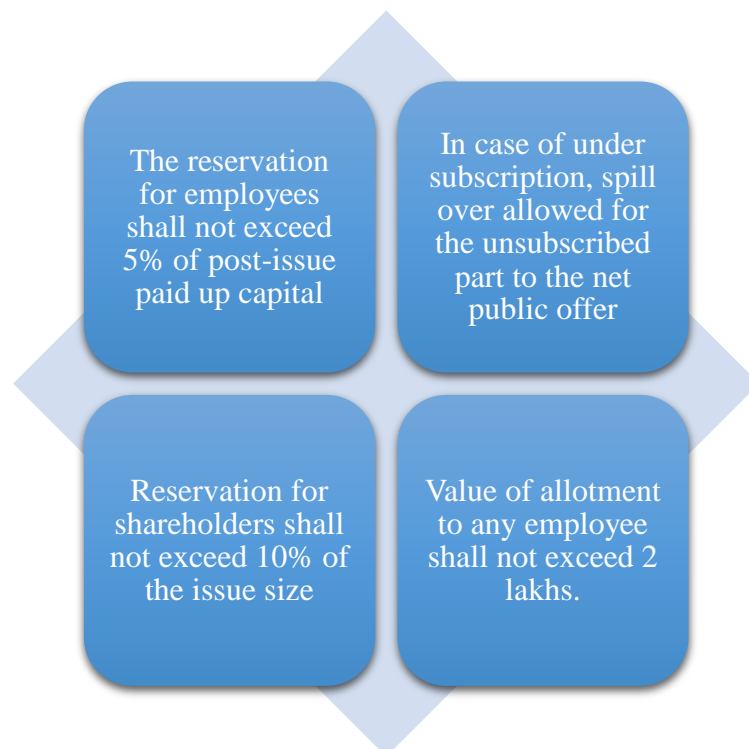 The reservation
for employees
shall not exceed
5% of post-issue
paid up capital
In case of under
subscription, spill
over allowed for
the unsubscribed
part to the net
public offer
Reservation for
shareholders shall
not exceed 10% of
the issue size
Value of allotment
to any employee
shall not exceed 2
lakhs.